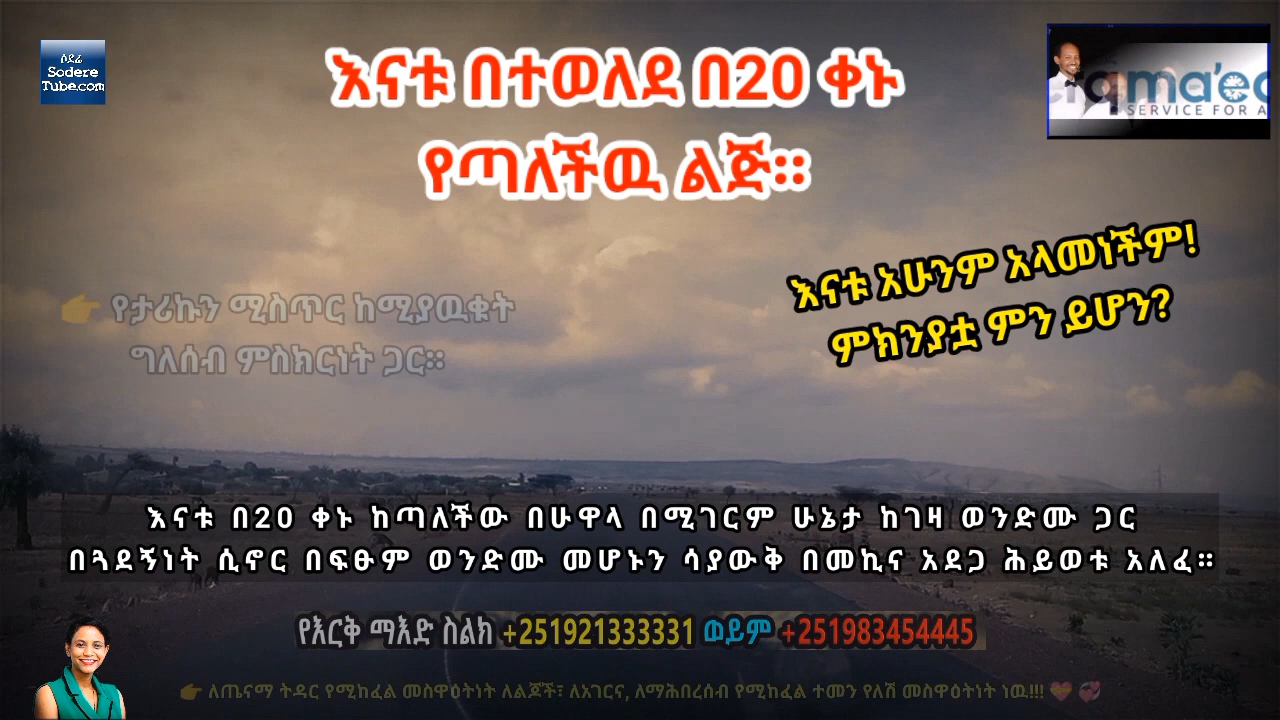 ሶደሬ
Sodere
Tube.com
እናቱ በተወለደ በ20 ቀኑ
የጣለችዉ ልጅ።
ma'ed
SERVICE FOR A
እናቱ አሁንም አላመነችም!
ምክንያቷ ምን ይሆን?
👉 የታሪኩን ሚስጥር ከሚያዉቁት
ግለሰብ ምስክርነት ጋር።
እናቱ በ20 ቀኑ ከጣለችው በሁዋላ በሚገርም ሁኔታ ከገዛ ወንድሙ ጋር
በጓደኝነት ሲኖር በፍፁም ወንድሙ መሆኑን ሳያውቅ በመኪና አደጋ ሕይወቱ አለፈ።
የእርቅ ማእድ ስልክ +251921333331 ወይም +251983454445
👉 ለጤናማ ትዳር የሚከፈል መስዋዕትነት ለልጆች፣ ለአገርና, ለማሕበረሰብ የሚከፈል ተመን የለሽ መስዋዕትነት ነዉ!!! 💝 💞